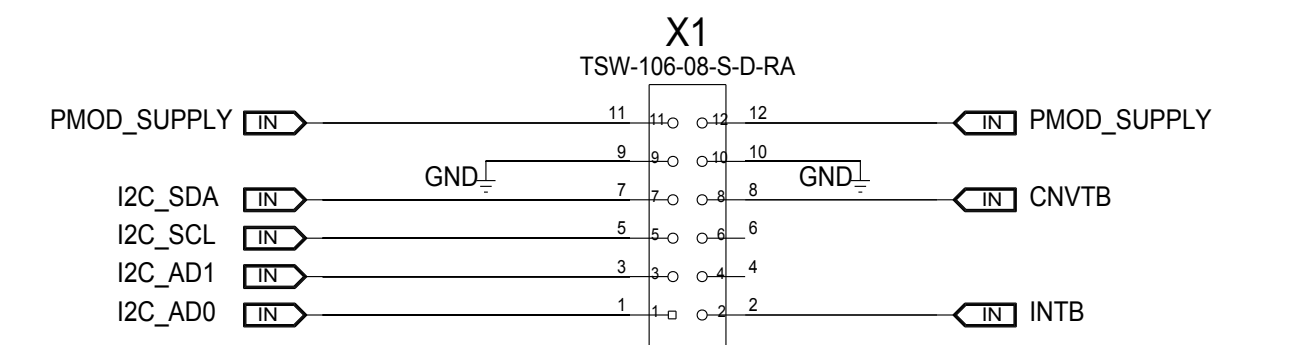 X1
TSW-106-08-S-D-RA
PMOD_SUPPLY IN 11 11 12 12 IN PMOD_SUPPLY
9 9 10 10
GND GND
I2C_SDA IN 7 7 8 8 IN CNVTB
I2C_SCL IN 5 5 6 6
I2C_AD1 IN 3 3 4 4
I2C_AD0 IN 1 1 2 2 IN INTB